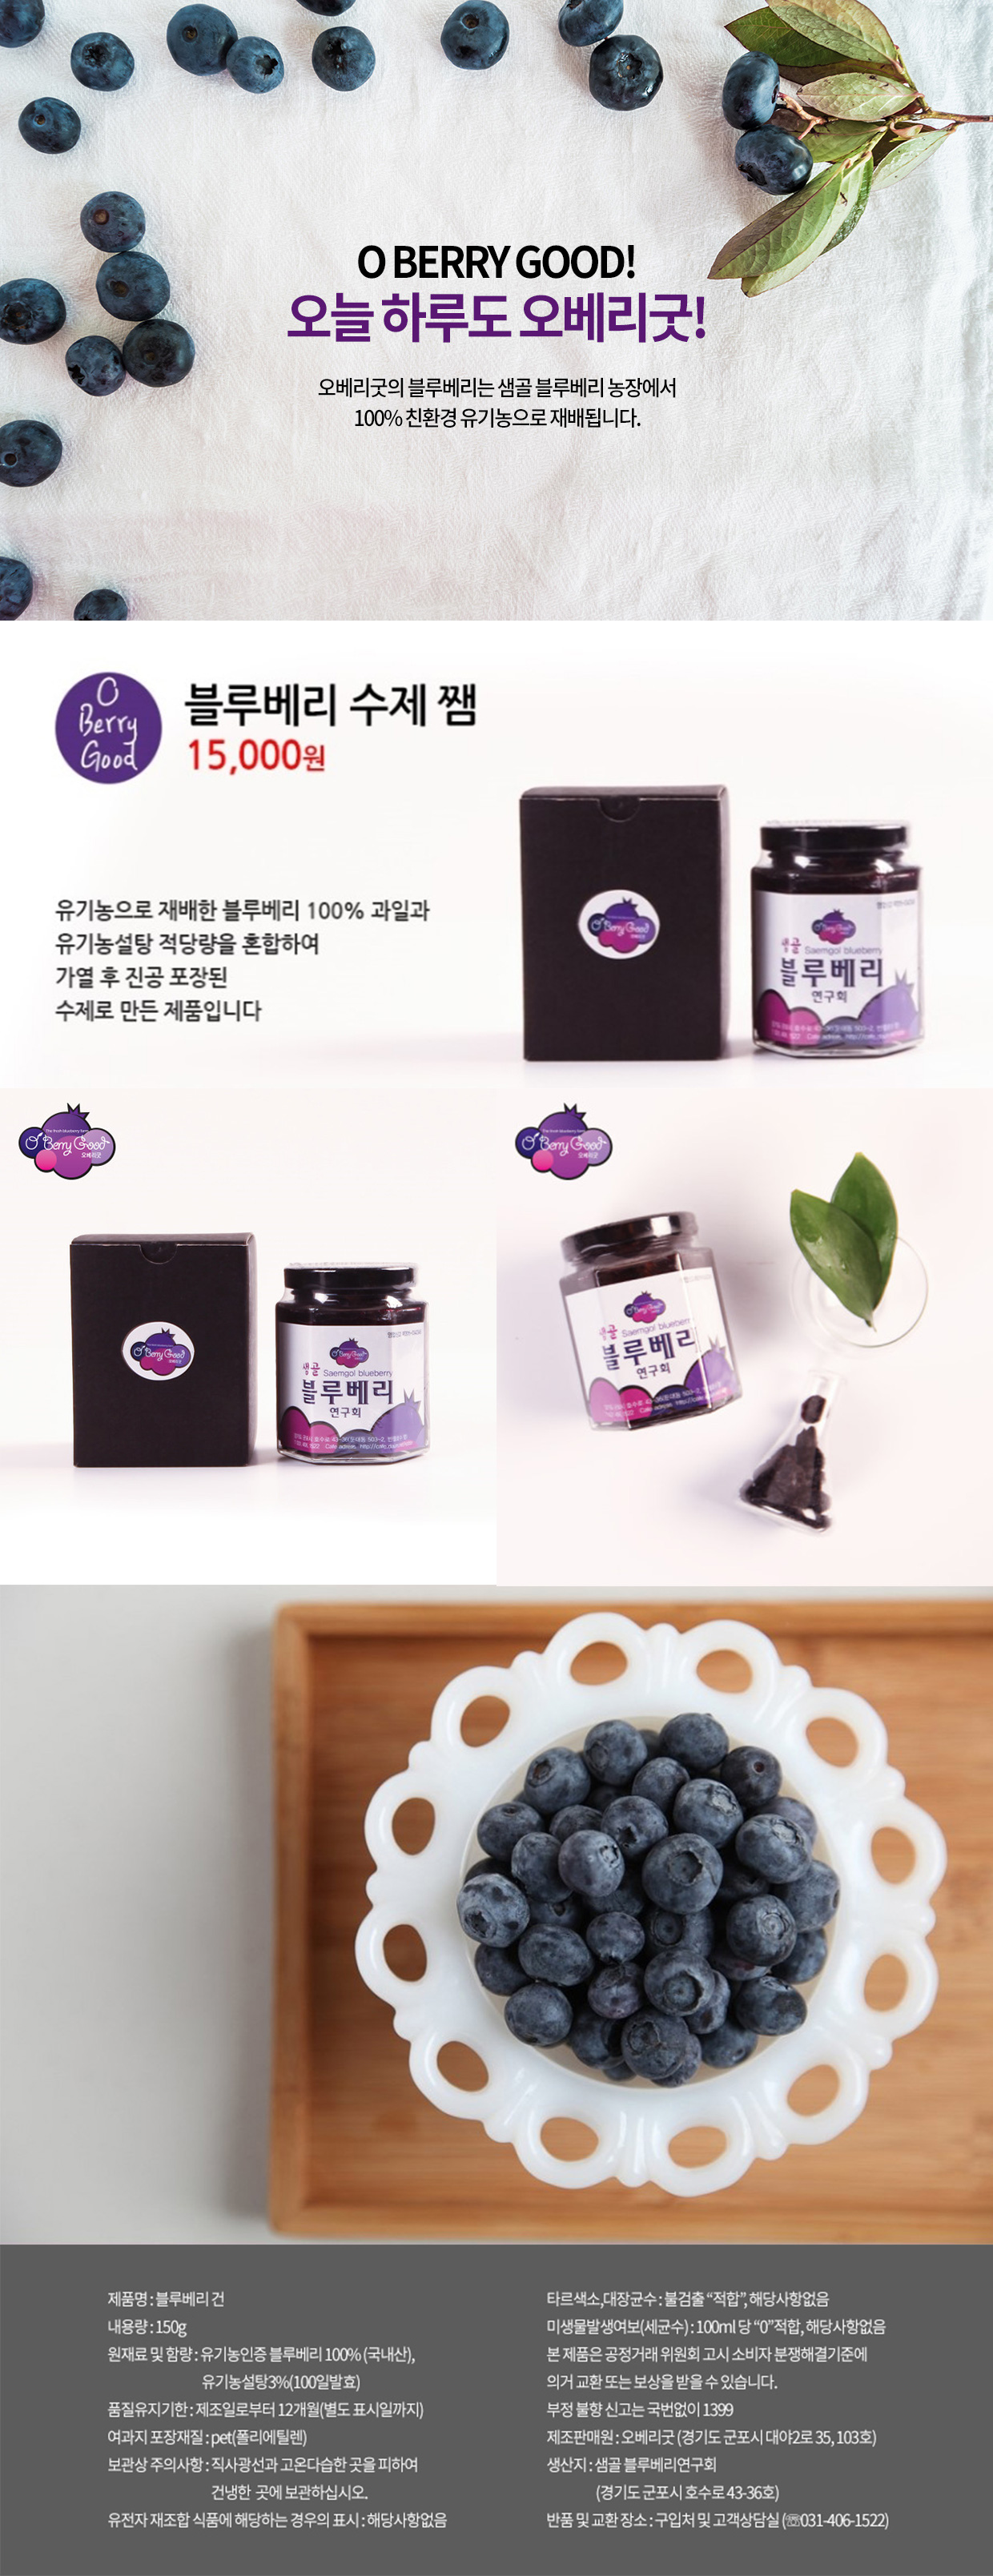 O BERRY GOOD!
오늘 하루도 오베리굿!
오베리굿의 블루베리는 샘골 블루베리 농장에서
100% 친환경 유기농으로 재배됩니다.
O
Berry
Good
블루베리 수제 쨈
15,000원
유기농으로 재배한 블루베리 100% 과일과
유기농설탕 적당량을 혼합하여
가열 후 진공 포장된
수제로 만든 제품입니다
O'Berry Good
O'Berry Good
샘골 Saemgol blueberry
블루베리
연구회
O'Berry Good
오베리굿
O'Berry Good
오베리굿
O'Berry Good
O'Berry Good
샘골 Saemgol blueberry
블루베리
연구회
O'Berry Good
샘골 Saemgol blueberry
블루베리
연구회
제품명 : 블루베리 건
내용량 : 150g
원재료 및 함량 : 유기농인증 블루베리 100% (국내산),
유기농설탕3%(100일발효)
품질유지기한 : 제조일로부터 12개월(별도 표시일까지)
여과지 포장재질 : pet(폴리에틸렌)
보관상 주의사항 : 직사광선과 고온다습한 곳을 피하여
건냉한 곳에 보관하십시오.
유전자 재조합 식품에 해당하는 경우의 표시 : 해당사항없음
타르색소,대장균수 : 불검출 “적합”, 해당사항없음
미생물발생여보(세균수) : 100ml 당 “0”적합, 해당사항없음
본 제품은 공정거래 위원회 고시 소비자 분쟁해결기준에
의거 교환 또는 보상을 받을 수 있습니다.
부정 불향 신고는 국번없이 1399
제조판매원 : 오베리굿 (경기도 군포시 대야2로 35, 103호)
생산지 : 샘골 블루베리연구회
(경기도 군포시 호수로 43-36호)
반품 및 교환 장소 : 구입처 및 고객상담실 (☏031-406-1522)